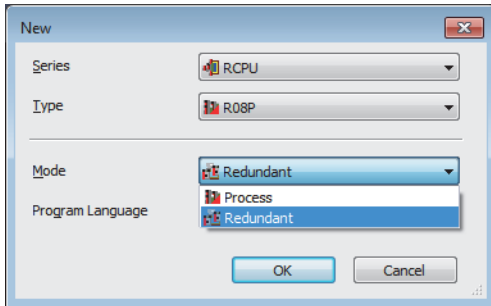 New
Series
RCPU
Type
R08P
Mode
Redundant
Process
Program Language
Redundant
OK
Cancel